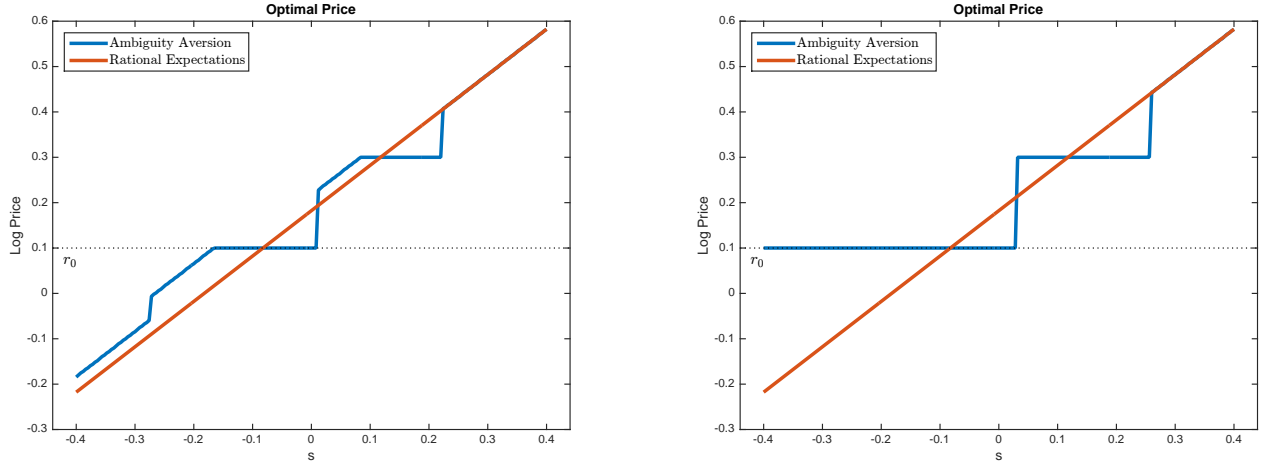 Optimal Price
Ambiguity Aversion
Rational Expectations
Log Price
0.6
0.5
0.4
0.3
0.2
0.1
0
-0.1
-0.2
-0.3
r₀
-0.4 -0.3 -0.2 -0.1 0 0.1 0.2 0.3 0.4
s
Optimal Price
Ambiguity Aversion
Rational Expectations
Log Price
0.6
0.5
0.4
0.3
0.2
0.1
0
-0.1
-0.2
-0.3
r₀
-0.4 -0.3 -0.2 -0.1 0 0.1 0.2 0.3 0.4
s